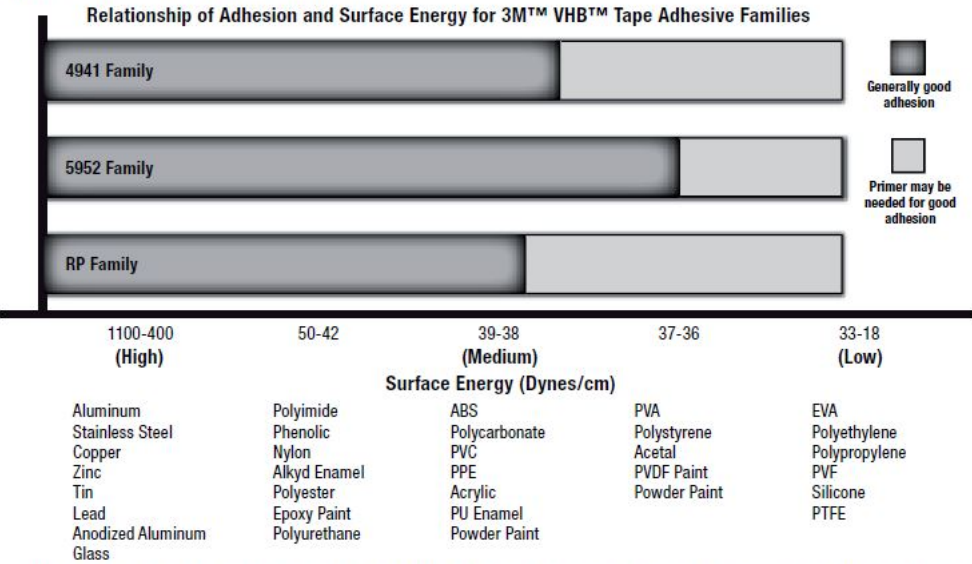 Relationship of Adhesion and Surface Energy for 3M™ VHB™ Tape Adhesive Families
4941 Family
Generally good
adhesion
5952 Family
Primer may be
needed for good
adhesion
RP Family
1100-400 50-42 39-38 37-36 33-18
(High) (Medium) (Low)
Surface Energy (Dynes/cm)
Aluminum Polyimide ABS PVA EVA
Stainless Steel Phenolic Polycarbonate Polystyrene Polyethylene
Copper Nylon PVC Acetal Polypropylene
Zinc Alkyd Enamel PPE PVDF Paint PVF
Tin Polyester Acrylic Powder Paint Silicone
Lead Epoxy Paint PU Enamel PTFE
Anodized Aluminum Polyurethane Powder Paint
Glass